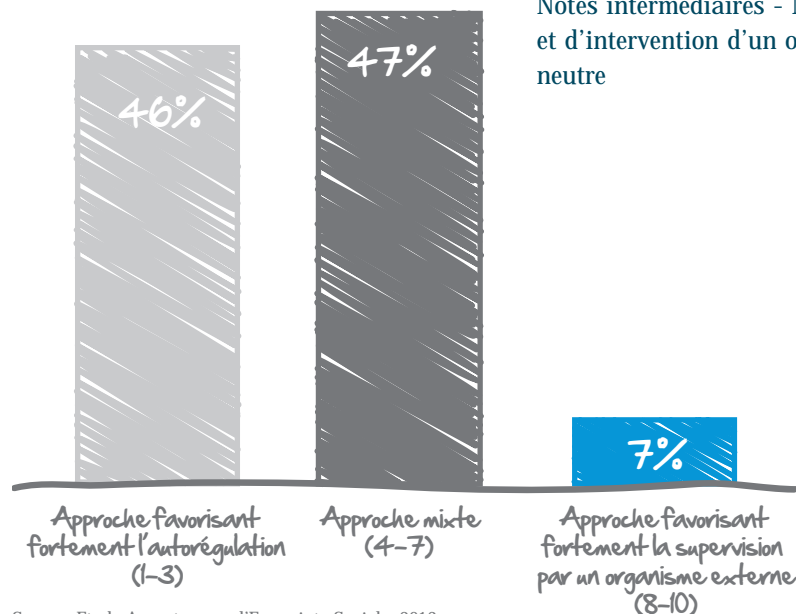 Notes intermédiaires -
et d'intervention d'un
neutre
46%
47%
7%
Approche favorisant
fortement l'autorégulation
(1-3)
Approche mixte
(4-7)
Approche favorisant
fortement la supervision
par un organisme externe
(8-10)